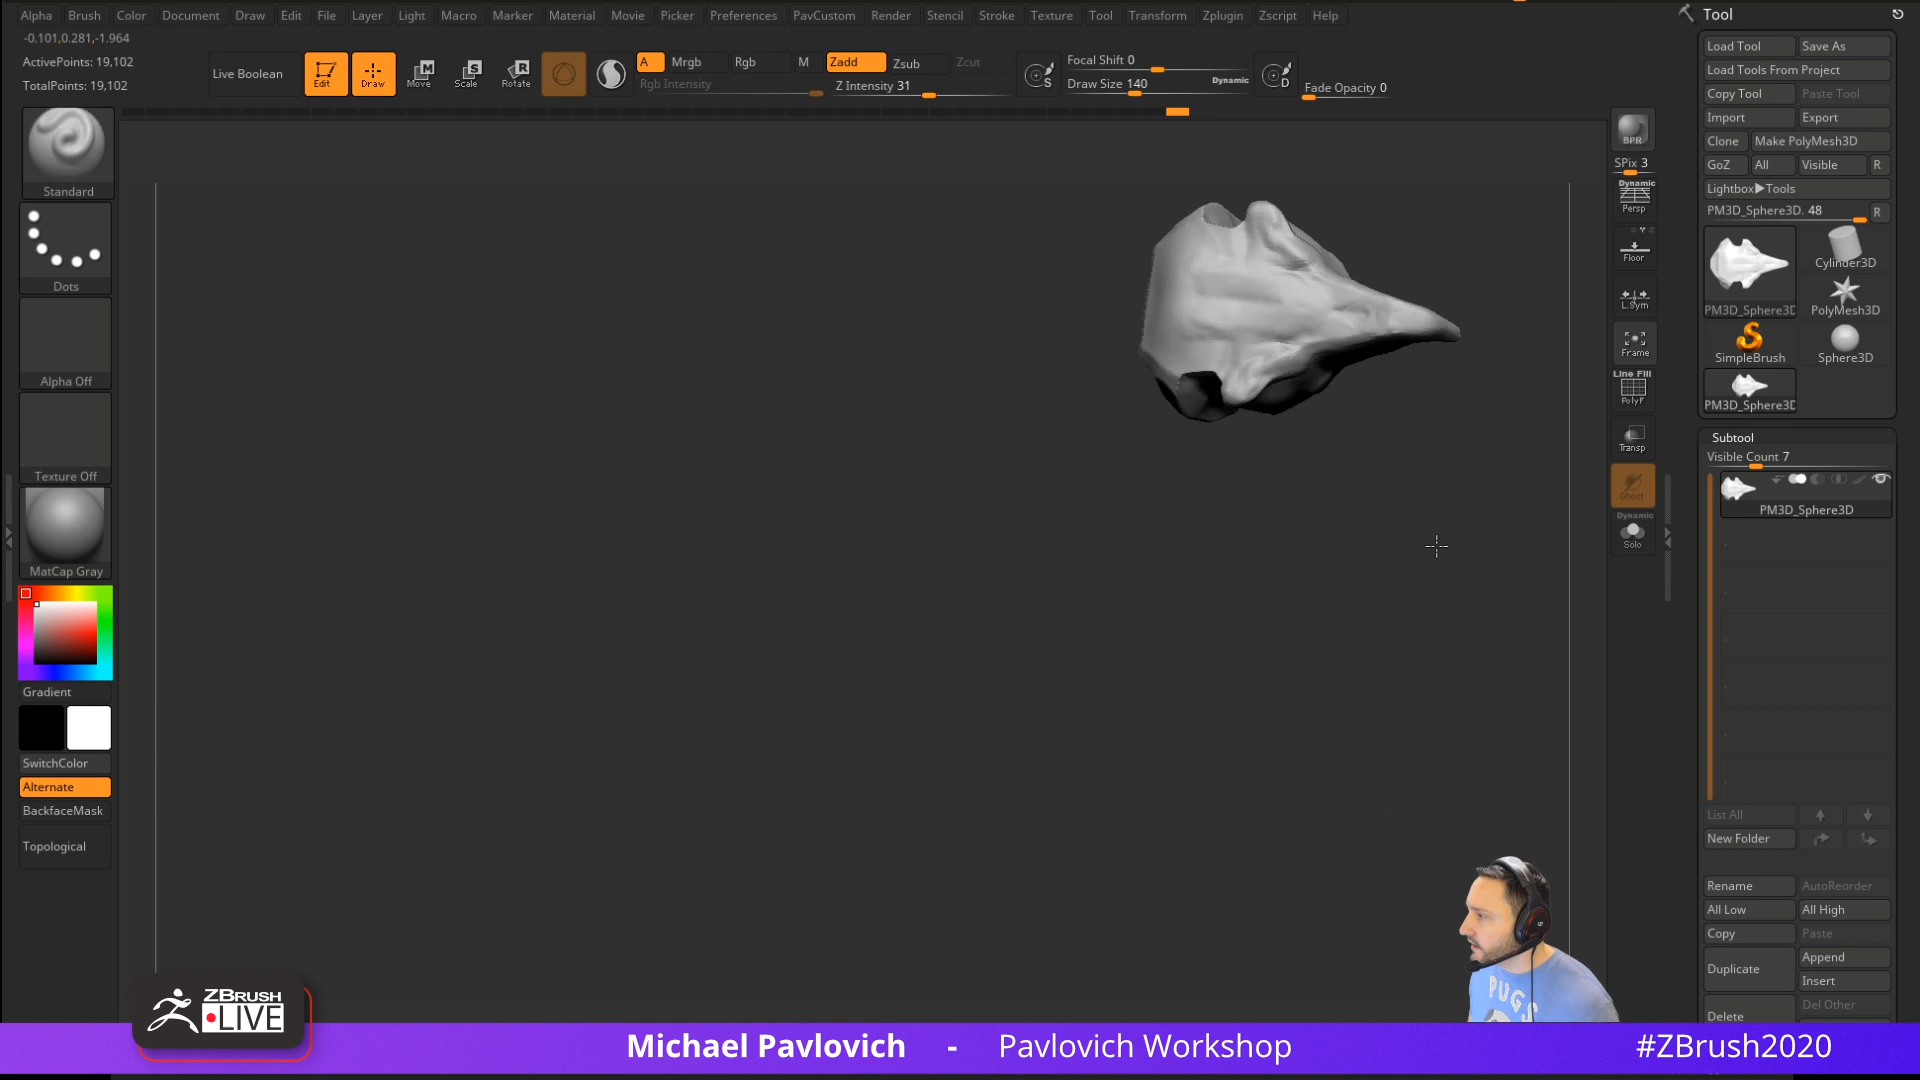 Alpha Brush Color Document Draw Edit File Layer Light Macro Marker Material Movie Picker Preferences PavCustom Render Stencil Stroke Texture Tool Transform Zplugin Zscript Help
Tool
-0.101,0.281,-1.964
ActivePoints: 19,102
TotalPoints: 19,102
Live Boolean
Edit
Draw
M
Move
S
Scale
R
Rotate
A Mrgb Rgb M
Rgb Intensity
Zadd Zsub Zcut
Z Intensity 31
S
Focal Shift 0
Draw Size 140
Dynamic
D
Fade Opacity 0
Standard
Dots
Alpha Off
Texture Off
MatCap Gray
Gradient
SwitchColor
Alternate
BackfaceMask
Topological
BPR
SPix 3
Dynamic
Persp
Floor
L.Sym
Frame
Line Fill
PolyF
Transp
Ghost
Dynamic
Solo
Load Tool Save As
Load Tools From Project
Copy Tool Paste Tool
Import Export
Clone Make PolyMesh3D
GoZ All Visible R
Lightbox▶Tools
PM3D_Sphere3D. 48 R
PM3D_Sphere3D
Cylinder3D
PolyMesh3D
SimpleBrush
Sphere3D
PM3D_Sphere3D
Subtool
Visible Count 7
PM3D_Sphere3D
List All
New Folder
Rename AutoReorder
All Low All High
Copy Paste
Duplicate Append
Insert
Delete Del Other
PUGS
ZBRUSH
LIVE
Michael Pavlovich - Pavlovich Workshop
#ZBrush2020